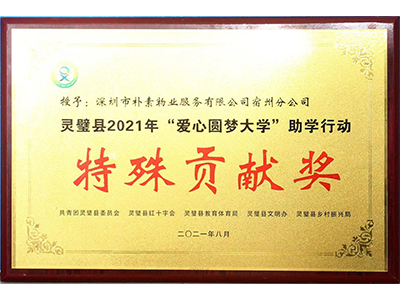 授予：深圳市朴素物业服务有限公司宿州分公司
灵璧县2021年“爱心圆梦大学”助学行动
特殊贡献奖
共青团灵璧县委员会 灵璧县红十字会 灵璧县教育体育局 灵璧县文明办 灵璧县乡村振兴局
二〇二一年八月